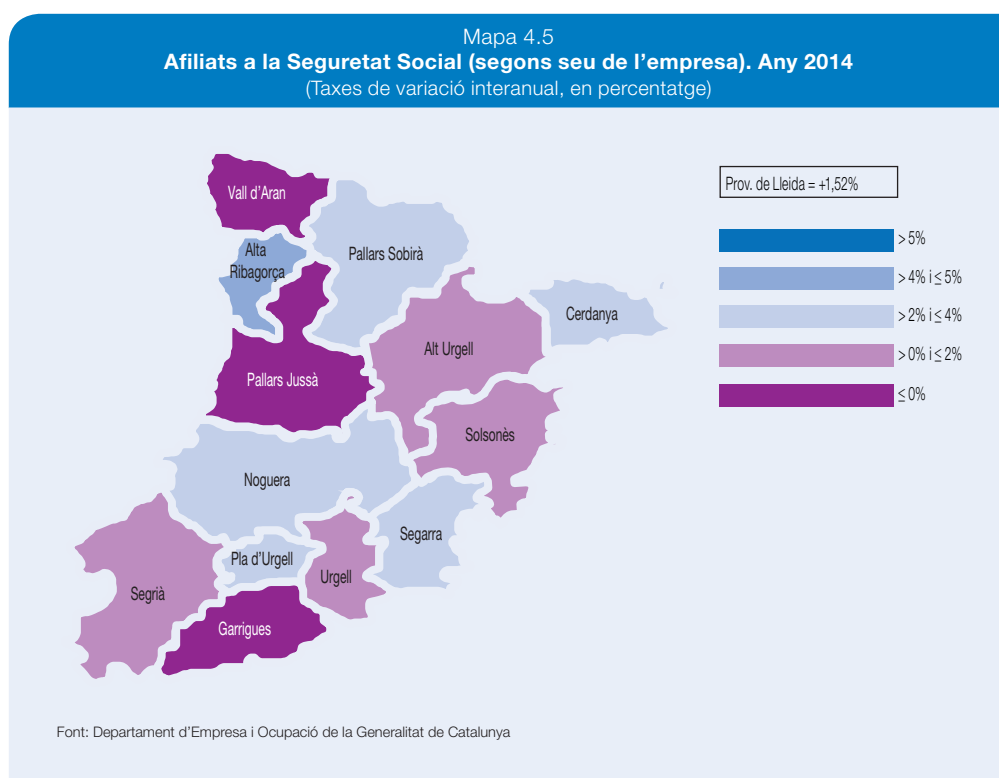 Mapa 4.5
Afiliats a la Seguretat Social (segons seu de l'empresa). Any 2014
(Taxes de variació interanual, en percentatge)
Prov. de Lleida = +1,52%
> 5%
> 4% i ≤ 5%
> 2% i ≤ 4%
> 0% i ≤ 2%
≤ 0%
Vall d'Aran
Alta
Ribagorça
Pallars Sobirà
Cerdanya
Alt Urgell
Pallars Jussà
Solsonès
Noguera
Segarra
Pla d'Urgell
Urgell
Segrià
Garrigues
Font: Departament d'Empresa i Ocupació de la Generalitat de Catalunya